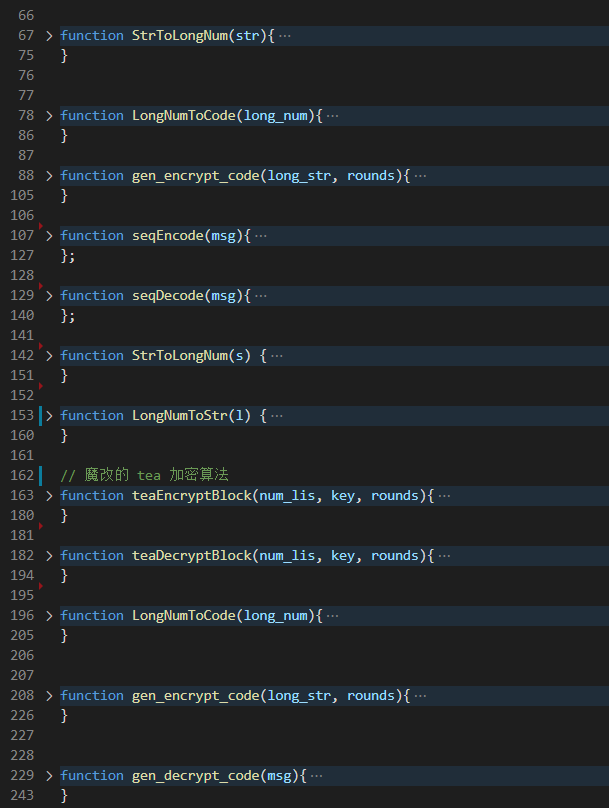 66
67 > function StrToLongNum(str){ ···
75 }
76
77
78 > function LongNumToCode(long_num){ ···
86 }
87
88 > function gen_encrypt_code(long_str, rounds){ ···
105 }
106
107 > function seqEncode(msg){ ···
127 };
128
129 > function seqDecode(msg){ ···
140 };
141
142 > function StrToLongNum(s) { ···
151 }
152
153 > function LongNumToStr(l) { ···
160 }
161
162 // 魔改的 tea 加密算法
163 > function teaEncryptBlock(num_lis, key, rounds){ ···
180 }
181
182 > function teaDecryptBlock(num_lis, key, rounds){ ···
194 }
195
196 > function LongNumToCode(long_num){ ···
205 }
206
207
208 > function gen_encrypt_code(long_str, rounds){ ···
226 }
227
228
229 > function gen_decrypt_code(msg){ ···
243 }